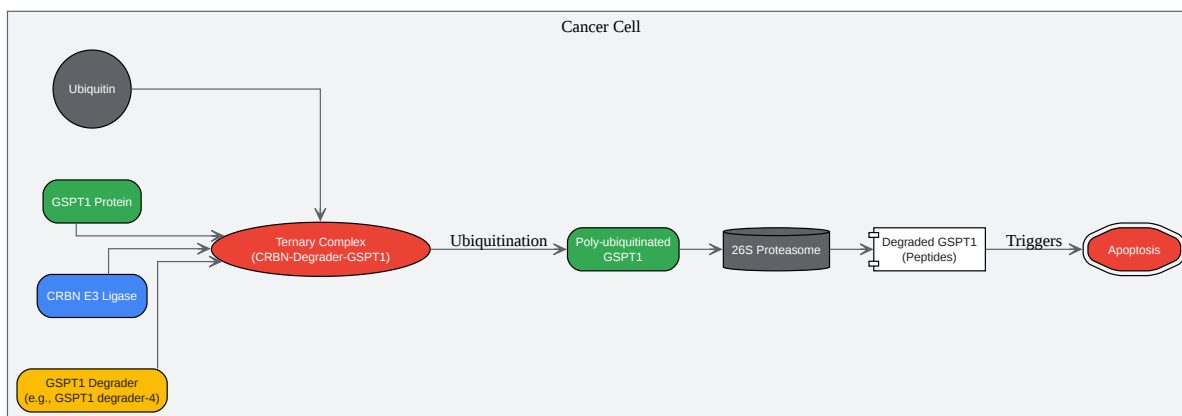 Cancer Cell
Ubiquitin
GSPT1 Protein
CRBN E3 Ligase
GSPT1 Degrader
(e.g., GSPT1 degrader-4)
Ternary Complex
(CRBN-Degrader-GSPT1)
Ubiquitination
Poly-ubiquitinated
GSPT1
26S Proteasome
Degraded GSPT1
(Peptides)
Triggers
Apoptosis